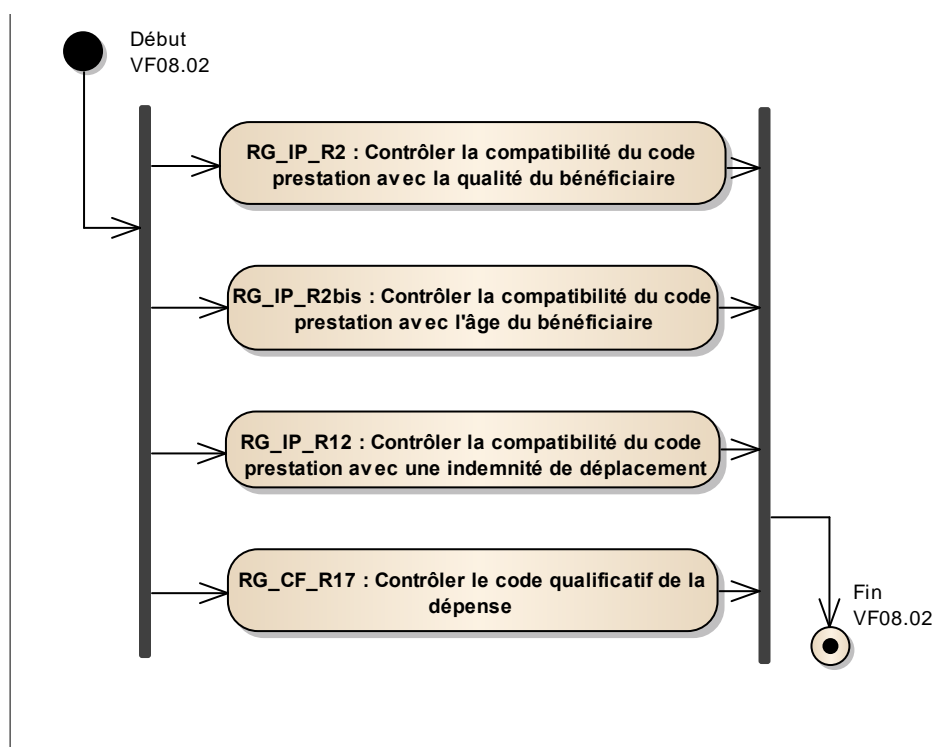 Début
VF08.02
RG_IP_R2 : Contrôler la compatibilité du code
prestation avec la qualité du bénéficiaire
RG_IP_R2bis : Contrôler la compatibilité du code
prestation avec l'âge du bénéficiaire
RG_IP_R12 : Contrôler la compatibilité du code
prestation avec une indemnité de déplacement
RG_CF_R17 : Contrôler le code qualificatif de la
dépense
Fin
VF08.02